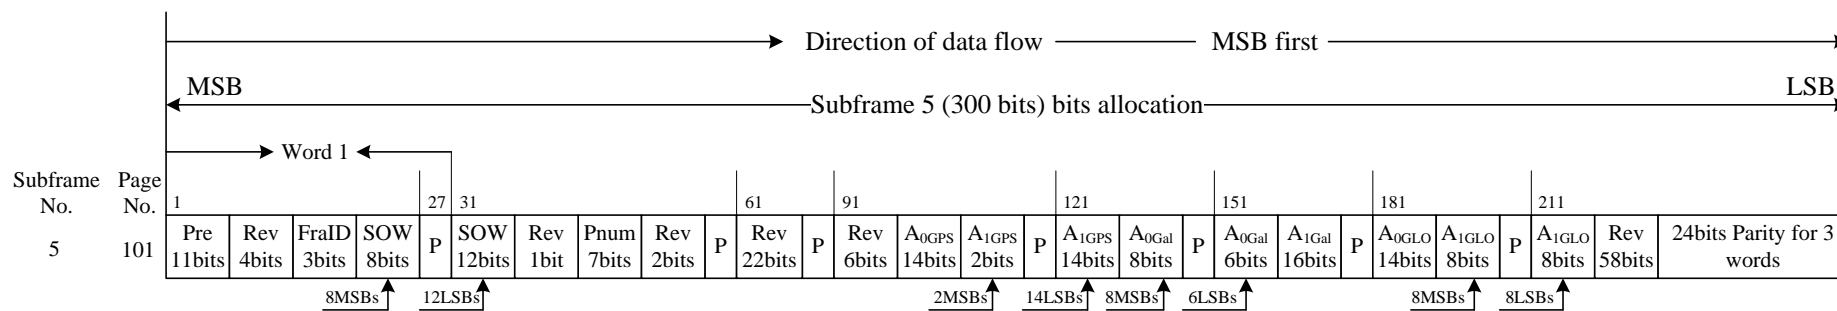 Direction of data flow MSB first
MSB LSB
Subframe 5 (300 bits) bits allocation
Word 1
Subframe Page
No. No.
1 27 31 61 91 121 151 181 211
5 101
Pre 11bits
Rev 4bits
FraID 3bits
SOW 8bits
P
SOW 12bits
Rev 1bit
Pnum 7bits
Rev 2bits
P
Rev 22bits
P
Rev 6bits
A0GPS 14bits
A1GPS 2bits
P
A1GPS 14bits
A0Gal 8bits
P
A0Gal 6bits
A1Gal 16bits
P
A0GLO 14bits
A1GLO 8bits
P
A1GLO 8bits
Rev 58bits
24bits Parity for 3 words
8MSBs 12LSBs 2MSBs 14LSBs 8MSBs 6LSBs 8MSBs 8LSBs